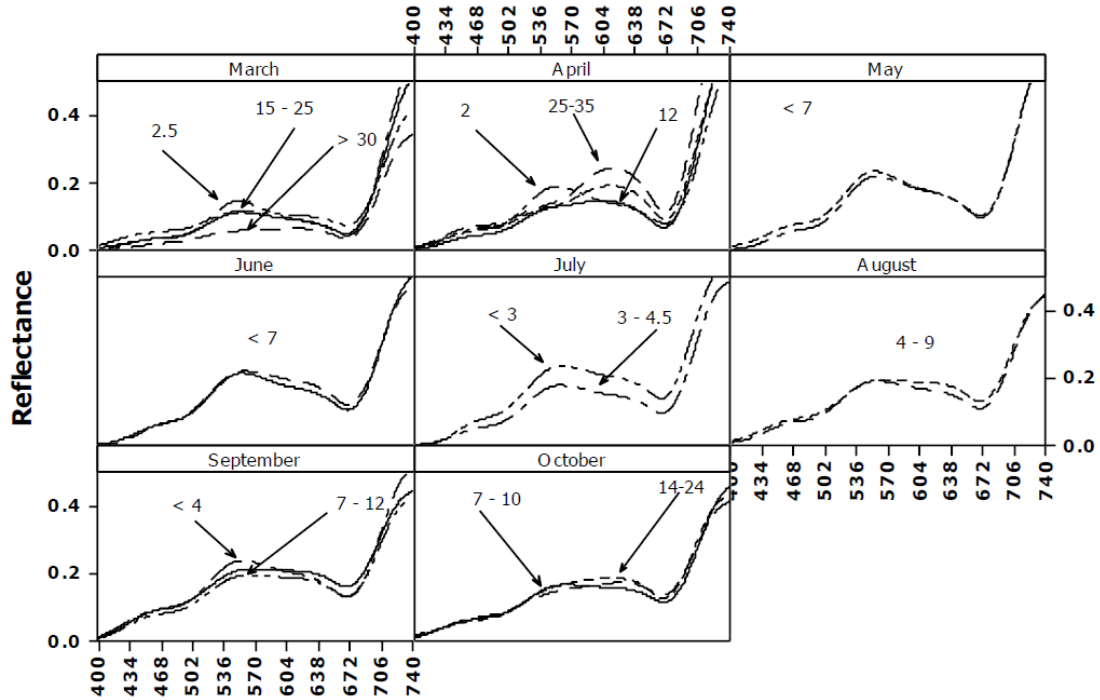 400 434 468 502 536 570 604 638 672 706 740
March April May
0.4 2.5 15 - 25 > 30 2 25-35 12 < 7
0.2
0.0
June July August
Reflectance
< 7 < 3 3 - 4.5 4 - 9 0.4
0.2
0.0
September October
400 434 468 502 536 570 604 638 672 706 740
0.4 < 4 7 - 12 7 - 10 14-24
0.2
0.0
400 434 468 502 536 570 604 638 672 706 740